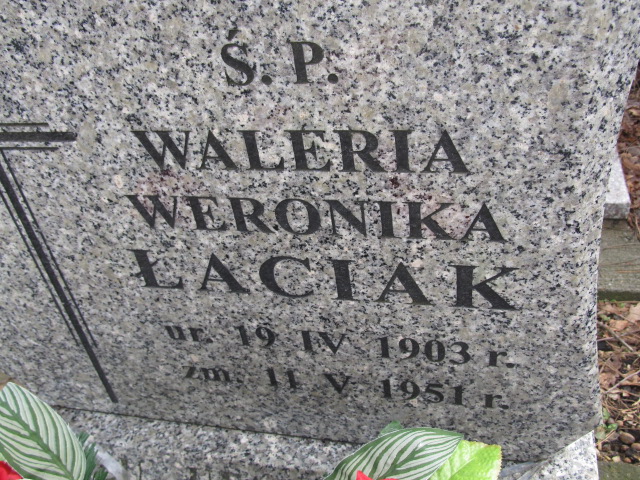 Ś. P.
WALERIA
WERONIKA
ŁACIAK
ur. 19 IV 1903 r.
zm. 11 V 1951 r.